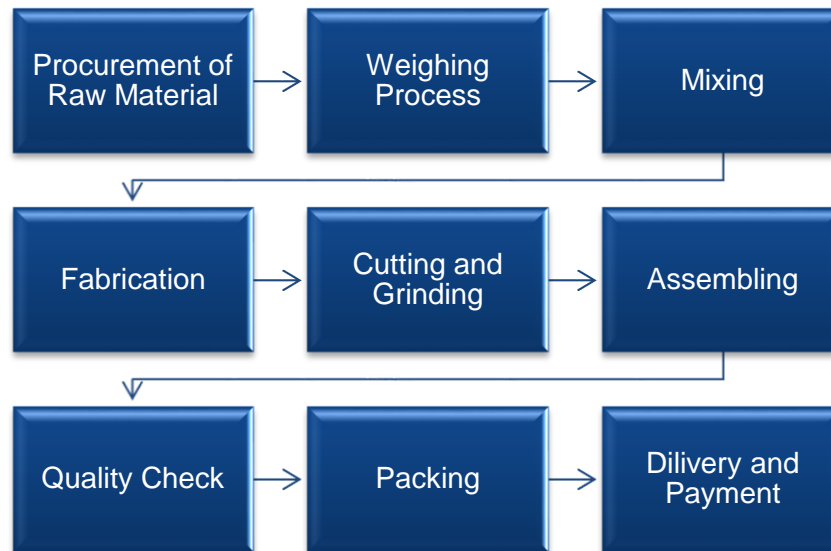 Procurement of
Raw Material
Weighing
Process
Mixing
Fabrication
Cutting and
Grinding
Assembling
Quality Check
Packing
Dilivery and
Payment